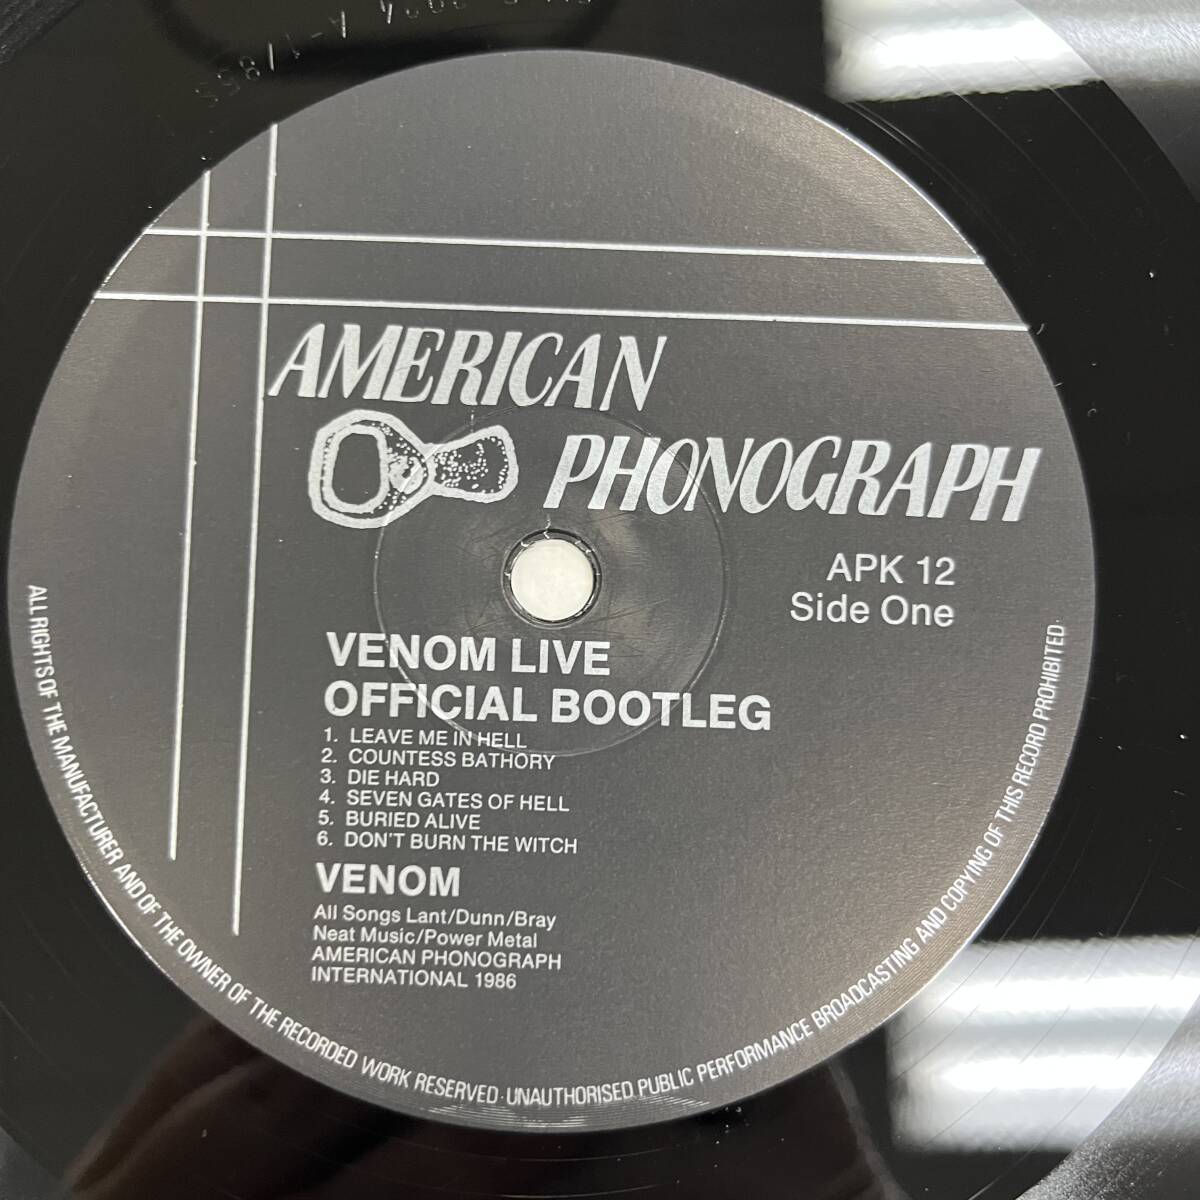 AMERICAN
PHONOGRAPH
APK 12
Side One
VENOM LIVE
OFFICIAL BOOTLEG
1. LEAVE ME IN HELL
2. COUNTESS BATHORY
3. DIE HARD
4. SEVEN GATES OF HELL
5. BURIED ALIVE
6. DON'T BURN THE WITCH
VENOM
All Songs Lant/Dunn/Bray
Neat Music/Power Metal
AMERICAN PHONOGRAPH
INTERNATIONAL 1986
ALL RIGHTS OF THE MANUFACTURER AND OF THE OWNER OF THE RECORDED WORK RESERVED · UNAUTHORISED PUBLIC PERFORMANCE BROADCASTING AND COPYING OF THIS RECORD PROHIBITED ·